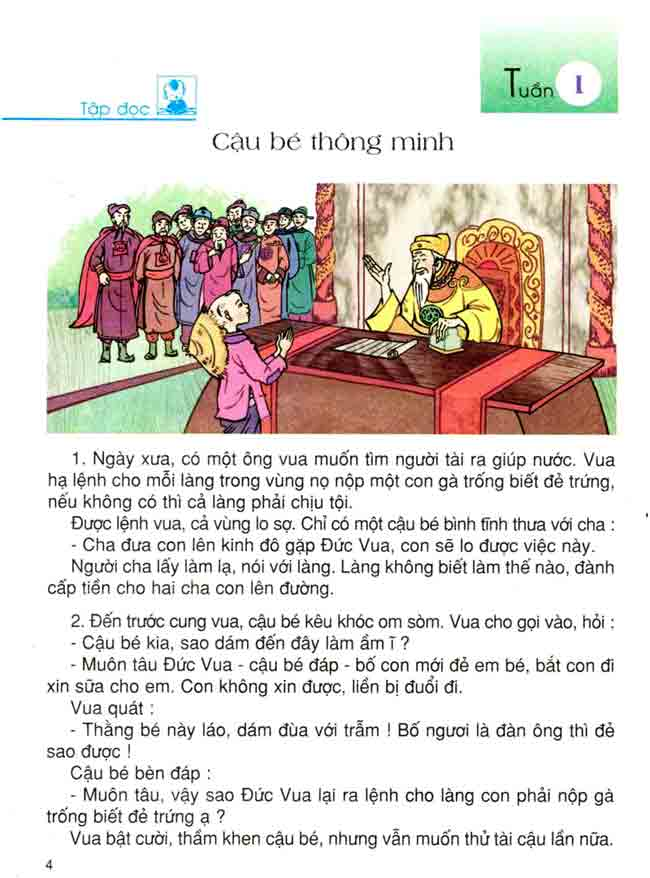 Tuần 1
Tập đọc
Cậu bé thông minh
1. Ngày xưa, có một ông vua muốn tìm người tài ra giúp nước. Vua
hạ lệnh cho mỗi làng trong vùng nọ nộp một con gà trống biết đẻ trứng,
nếu không có thì cả làng phải chịu tội.
Được lệnh vua, cả vùng lo sợ. Chỉ có một cậu bé bình tĩnh thưa với cha :
- Cha đưa con lên kinh đô gặp Đức Vua, con sẽ lo được việc này.
Người cha lấy làm lạ, nói với làng. Làng không biết làm thế nào, đành
cấp tiền cho hai cha con lên đường.
2. Đến trước cung vua, cậu bé kêu khóc om sòm. Vua cho gọi vào, hỏi :
- Cậu bé kia, sao dám đến đây làm ầm ĩ ?
- Muôn tâu Đức Vua - cậu bé đáp - bố con mới đẻ em bé, bắt con đi
xin sữa cho em. Con không xin được, liền bị đuổi đi.
Vua quát :
- Thằng bé này láo, dám đùa với trẫm ! Bố ngươi là đàn ông thì đẻ
sao được !
Cậu bé bèn đáp :
- Muôn tâu, vậy sao Đức Vua lại ra lệnh cho làng con phải nộp gà
trống biết đẻ trứng ạ ?
Vua bật cười, thầm khen cậu bé, nhưng vẫn muốn thử tài cậu lần nữa.
4